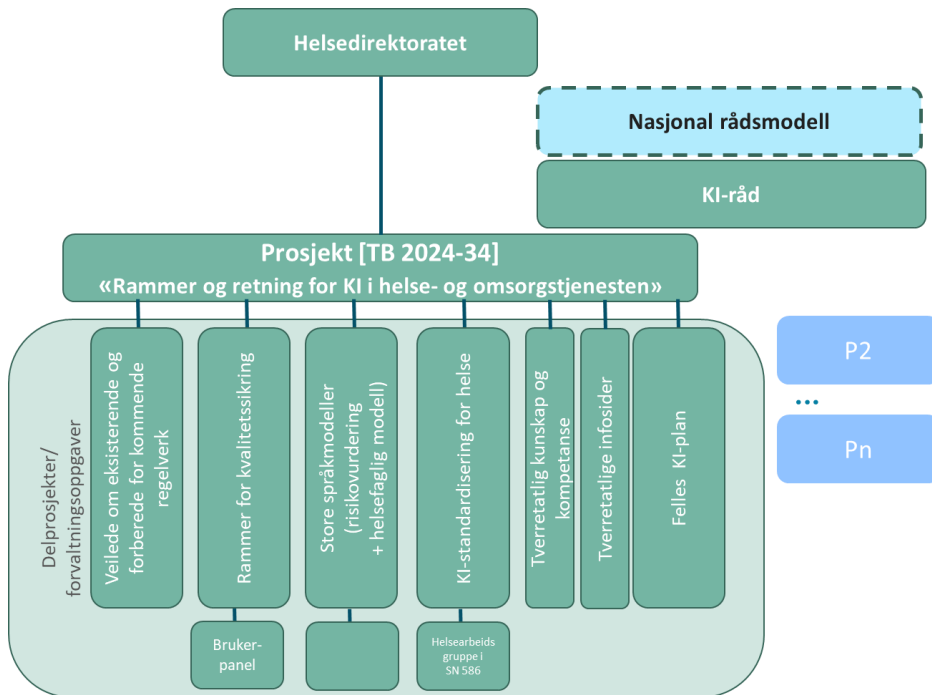 Helsedirektoratet
Nasjonal rådsmodell
KI-råd
Prosjekt [TB 2024-34]
«Rammer og retning for KI i helse- og omsorgstjenesten»
Delprosjekter/
forvaltningsoppgaver
Veilede om eksisterende og
forberede for kommende
regelverk
Rammer for kvalitetssikring
Store språkmodeller
(risikovurdering
+ helsefaglig modell)
KI-standardisering for helse
Tverretatlig kunskap og
kompetanse
Tverretatlige infosider
Felles KI-plan
P2
...
Pn
Bruker-
panel
Helsearbeids
gruppe i
SN 586